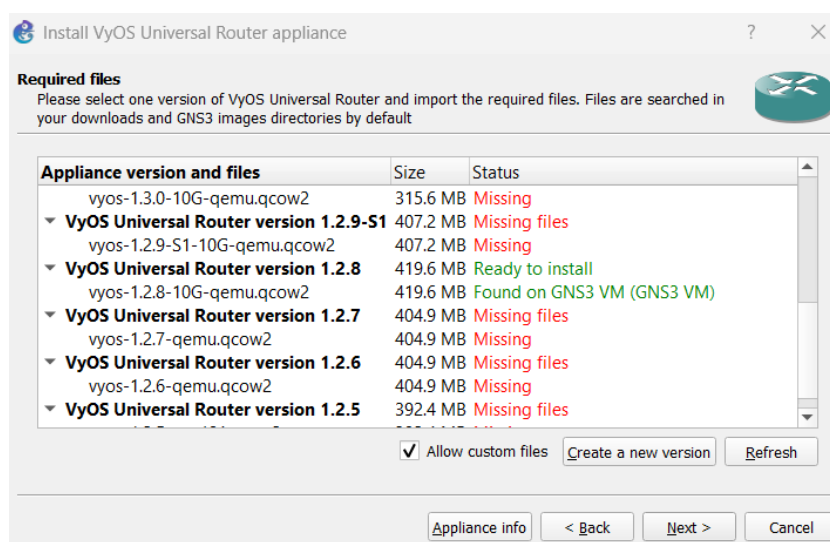 Install VyOS Universal Router appliance ? ×
Required files
Please select one version of VyOS Universal Router and import the required files. Files are searched in
your downloads and GNS3 images directories by default
Appliance version and files Size Status
vyos-1.3.0-10G-qemu.qcow2 315.6 MB Missing
VyOS Universal Router version 1.2.9-S1 407.2 MB Missing files
vyos-1.2.9-S1-10G-qemu.qcow2 407.2 MB Missing
VyOS Universal Router version 1.2.8 419.6 MB Ready to install
vyos-1.2.8-10G-qemu.qcow2 419.6 MB Found on GNS3 VM (GNS3 VM)
VyOS Universal Router version 1.2.7 404.9 MB Missing files
vyos-1.2.7-qemu.qcow2 404.9 MB Missing
VyOS Universal Router version 1.2.6 404.9 MB Missing files
vyos-1.2.6-qemu.qcow2 404.9 MB Missing
VyOS Universal Router version 1.2.5 392.4 MB Missing files
Allow custom files Create a new version Refresh
Appliance info < Back Next > Cancel